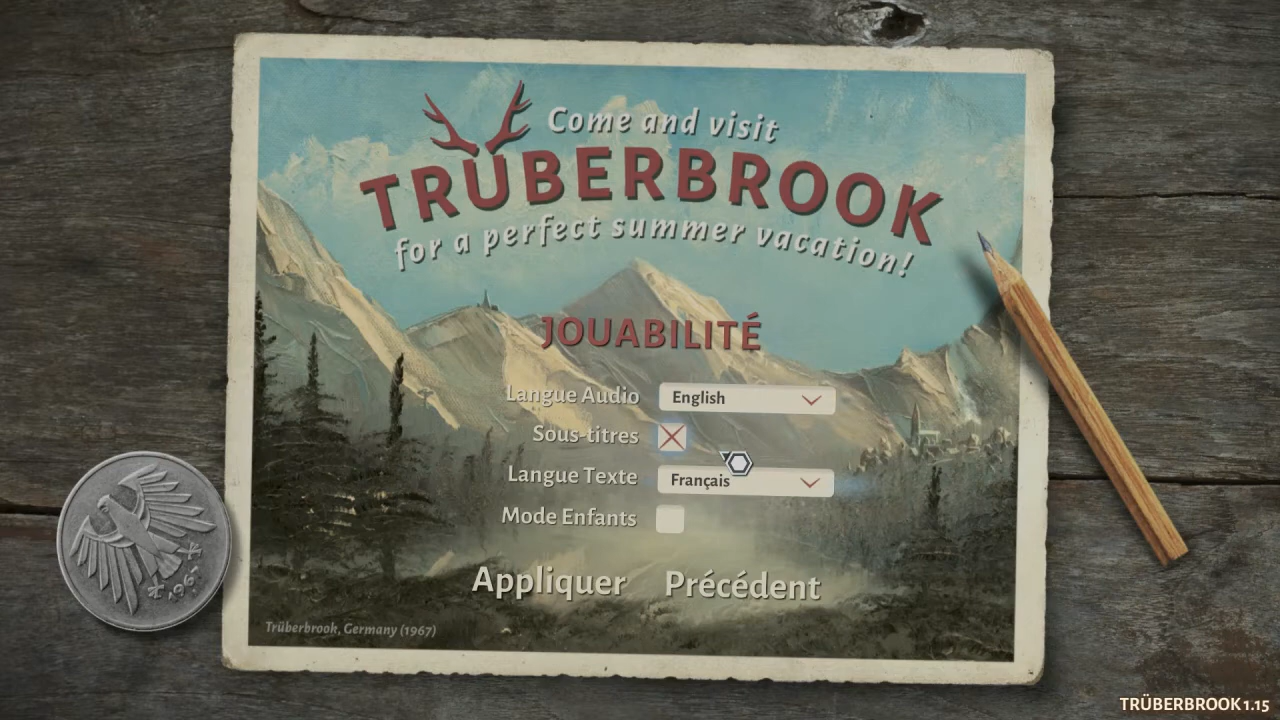 Come and visit
TRÜBERBROOK
for a perfect summer vacation!
JOUABILITÉ
Langue Audio English
Sous-titres
Langue Texte Français
Mode Enfants
Appliquer Précédent
Trüberbrook, Germany (1967)
TRÜBERBROOK 1.15